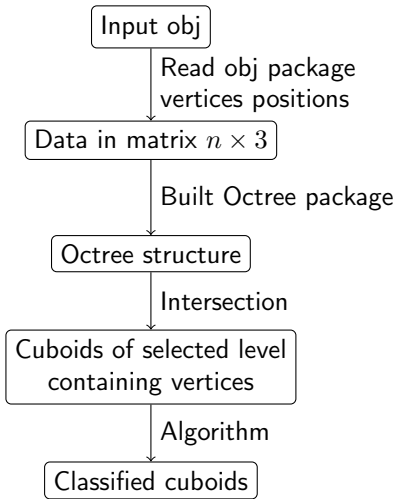 Input obj
Read obj package
vertices positions
Data in matrix n × 3
Built Octree package
Octree structure
Intersection
Cuboids of selected level
containing vertices
Algorithm
Classified cuboids